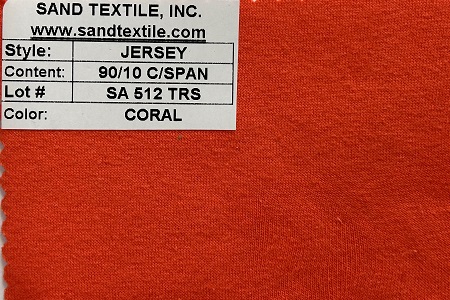 SAND TEXTILE, INC.
www.sandtextile.com
Style: JERSEY
Content: 90/10 C/SPAN
Lot # SA 512 TRS
Color: CORAL